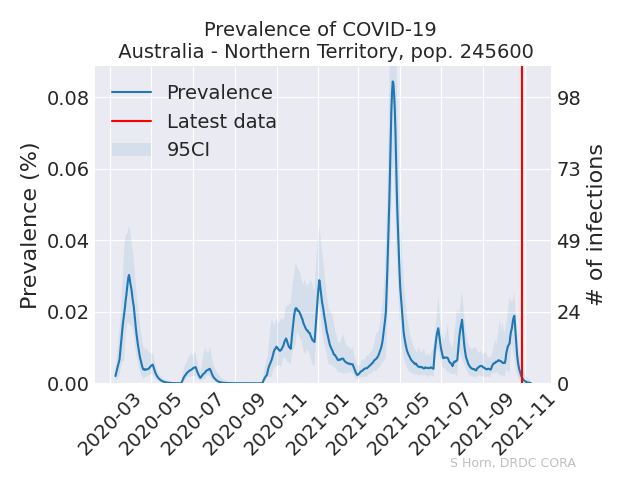 Prevalence of COVID-19
Australia - Northern Territory, pop. 245600
Prevalence
Latest data
95CI
Prevalence (%)
0.08
0.06
0.04
0.02
0.00
# of infections
98
73
49
24
0
2020-03
2020-05
2020-07
2020-09
2020-11
2021-01
2021-03
2021-05
2021-07
2021-09
2021-11
S Horn, DRDC CORA